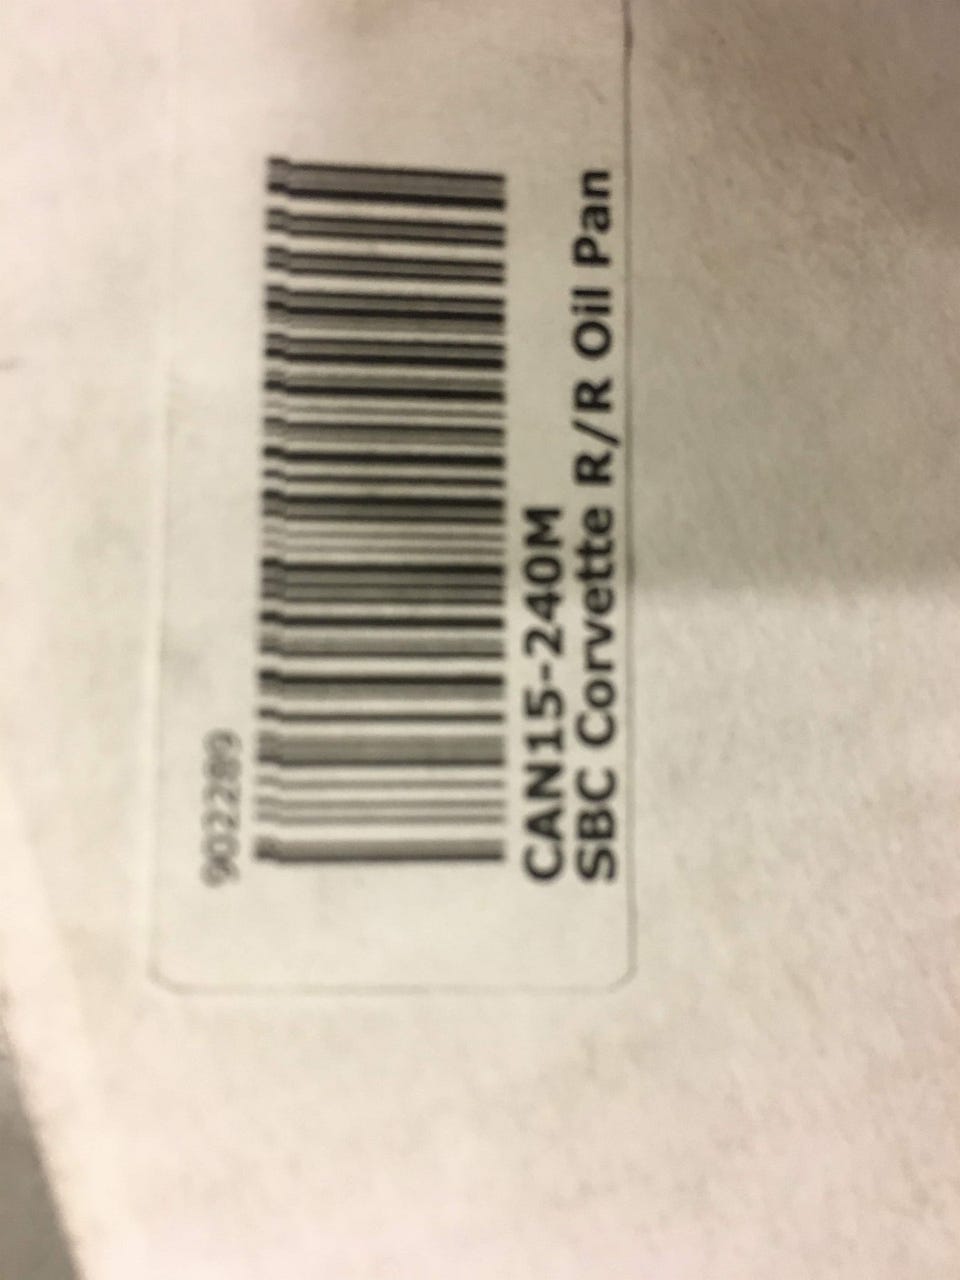 902289
CAN15-240M
SBC Corvette R/R Oil Pan